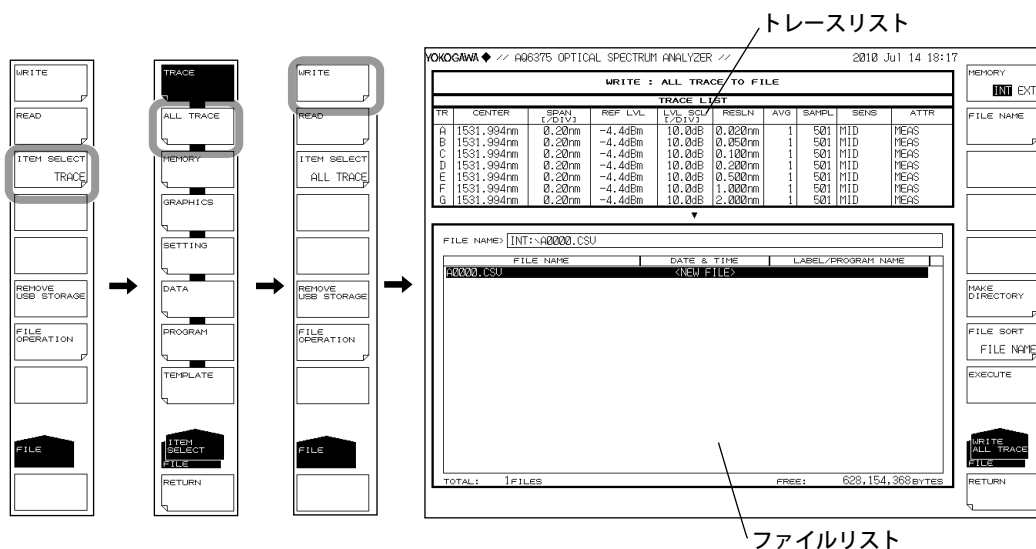 トレースリスト
WRITE
READ
ITEM SELECT
TRACE
REMOVE
USB STORAGE
FILE
OPERATION
FILE
TRACE
ALL TRACE
MEMORY
GRAPHICS
SETTING
DATA
PROGRAM
TEMPLATE
ITEM
SELECT
FILE
RETURN
WRITE
READ
ITEM SELECT
ALL TRACE
REMOVE
USB STORAGE
FILE
OPERATION
FILE
YOKOGAWA ◆ // AQ6375 OPTICAL SPECTRUM ANALYZER // 2010 Jul 14 18:17
WRITE : ALL TRACE TO FILE
TRACE LIST
TR CENTER SPAN [/DIV] REF LVL LVL SCL [/DIV] RESLN AVG SAMPL SENS ATTR
A 1531.994nm 0.20nm -4.4dBm 10.0dB 0.020nm 1 501 MID MEAS
B 1531.994nm 0.20nm -4.4dBm 10.0dB 0.050nm 1 501 MID MEAS
C 1531.994nm 0.20nm -4.4dBm 10.0dB 0.100nm 1 501 MID MEAS
D 1531.994nm 0.20nm -4.4dBm 10.0dB 0.200nm 1 501 MID MEAS
E 1531.994nm 0.20nm -4.4dBm 10.0dB 0.500nm 1 501 MID MEAS
F 1531.994nm 0.20nm -4.4dBm 10.0dB 1.000nm 1 501 MID MEAS
G 1531.994nm 0.20nm -4.4dBm 10.0dB 2.000nm 1 501 MID MEAS
FILE NAME> INT:\A0000.CSV
FILE NAME DATE & TIME LABEL/PROGRAM NAME
A0000.CSV <NEW FILE>
TOTAL: 1FILES FREE: 628,154,368BYTES
MEMORY
INT EXT
FILE NAME
MAKE
DIRECTORY
FILE SORT
FILE NAME
EXECUTE
WRITE
ALL TRACE
FILE
RETURN
ファイルリスト